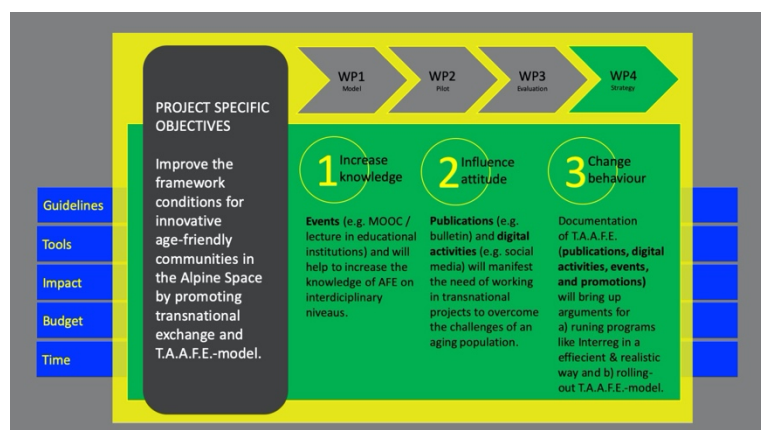 WP1
Model
WP2
Pilot
WP3
Evaluation
WP4
Strategy
PROJECT SPECIFIC
OBJECTIVES
Improve the
framework
conditions for
innovative
age-friendly
communities in
the Alpine Space
by promoting
transnational
exchange and
T.A.A.F.E.-model.
Guidelines
Tools
Impact
Budget
Time
1 Increase
knowledge
Events (e.g. MOOC /
lecture in educational
institutions) and will
help to increase the
knowledge of AFE on
interdiciplinary
niveaus.
2 Influence
attitude
Publications (e.g.
bulletin) and digital
activities (e.g. social
media) will manifest
the need of working
in transnational
projects to overcome
the challenges of an
aging population.
3 Change
behaviour
Documentation
of T.A.A.F.E.
(publications, digital
activities, events,
and promotions)
will bring up
arguments for
a) runing programs
like Interreg in a
effiecient & realistic
way and b) rolling-
out T.A.A.F.E.-model.